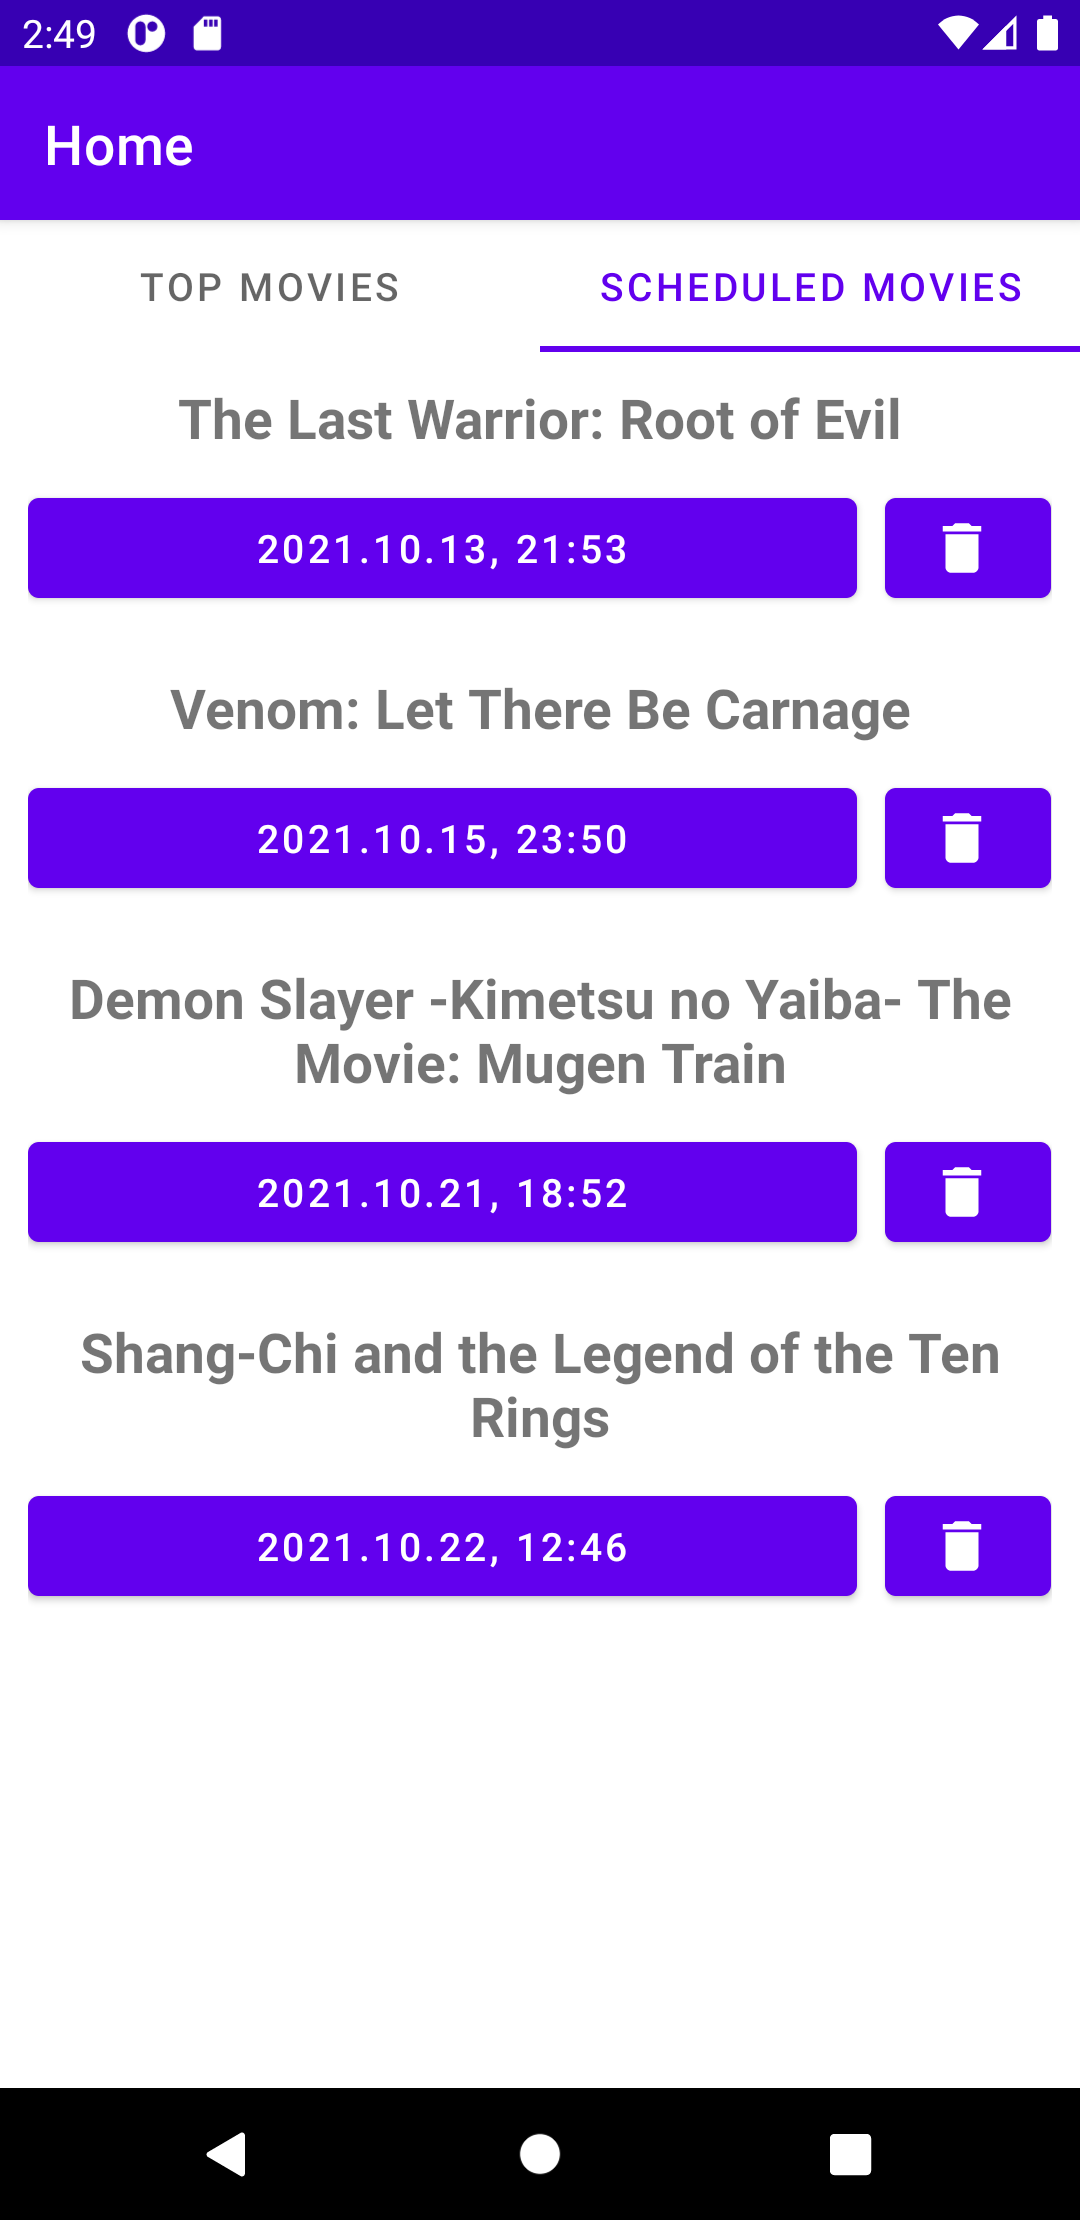 2:49
Home
TOP MOVIES
SCHEDULED MOVIES
The Last Warrior: Root of Evil
2021.10.13, 21:53
Venom: Let There Be Carnage
2021.10.15, 23:50
Demon Slayer -Kimetsu no Yaiba- The
Movie: Mugen Train
2021.10.21, 18:52
Shang-Chi and the Legend of the Ten
Rings
2021.10.22, 12:46